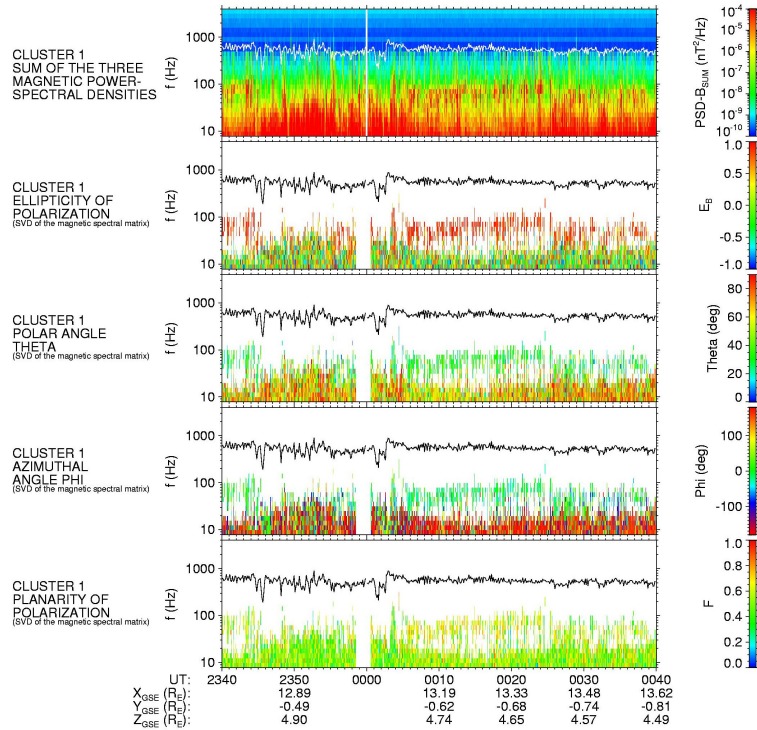 CLUSTER 1
SUM OF THE THREE
MAGNETIC POWER-
SPECTRAL DENSITIES
f (Hz)
1000
100
10
PSD-B_SUM (nT²/Hz)
10⁻⁴
10⁻⁵
10⁻⁶
10⁻⁷
10⁻⁸
10⁻⁹
10⁻¹⁰
CLUSTER 1
ELLIPTICITY OF
POLARIZATION
(SVD of the magnetic spectral matrix)
f (Hz)
1000
100
10
E_B
1.0
0.5
0.0
-0.5
-1.0
CLUSTER 1
POLAR ANGLE
THETA
(SVD of the magnetic spectral matrix)
f (Hz)
1000
100
10
Theta (deg)
80
60
40
20
0
CLUSTER 1
AZIMUTHAL
ANGLE PHI
(SVD of the magnetic spectral matrix)
f (Hz)
1000
100
10
Phi (deg)
100
0
-100
CLUSTER 1
PLANARITY OF
POLARIZATION
(SVD of the magnetic spectral matrix)
f (Hz)
1000
100
10
F
1.0
0.8
0.6
0.4
0.2
0.0
UT: 2340 2350 0000 0010 0020 0030 0040
X_GSE (R_E): 12.89 13.19 13.33 13.48 13.62
Y_GSE (R_E): -0.49 -0.62 -0.68 -0.74 -0.81
Z_GSE (R_E): 4.90 4.74 4.65 4.57 4.49